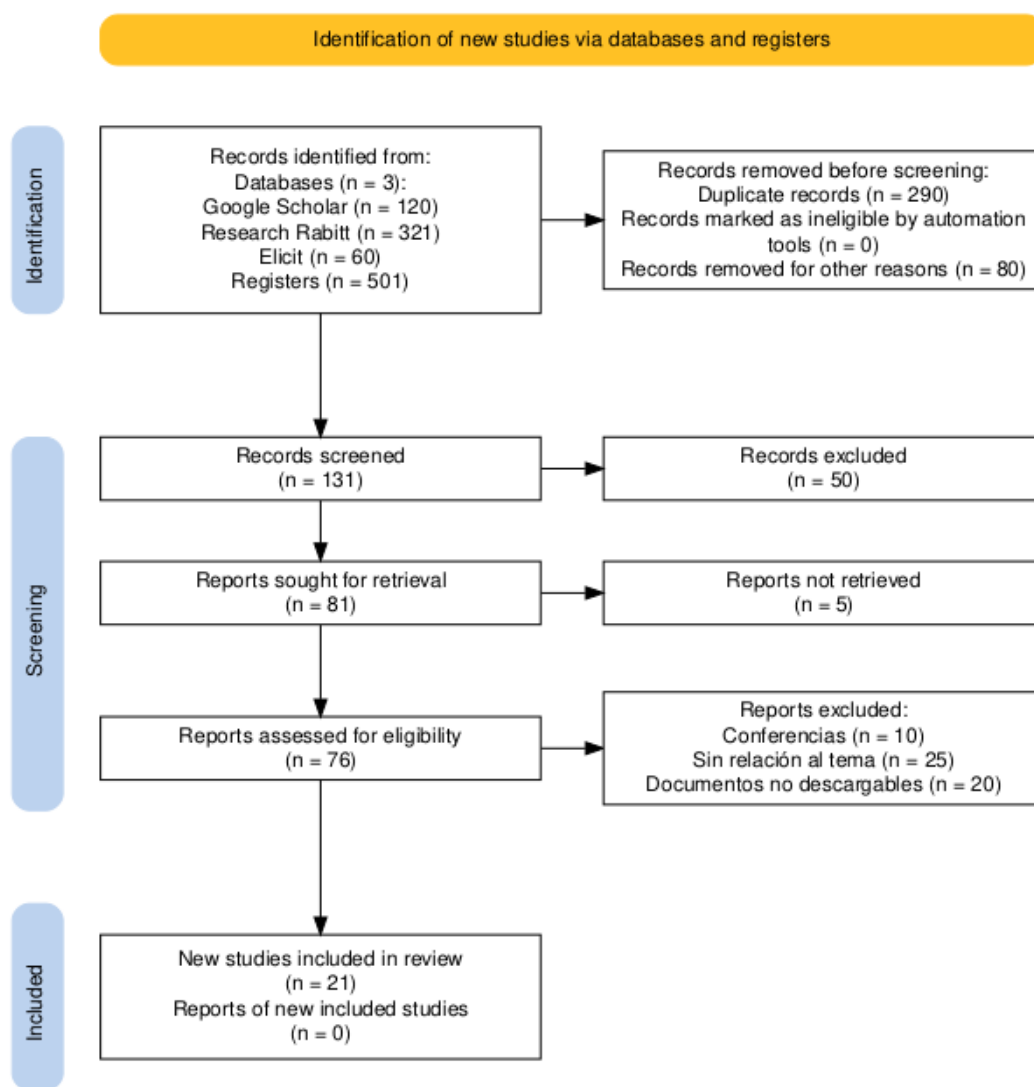 Identification of new studies via databases and registers
Identification
Records identified from:
Databases (n = 3):
Google Scholar (n = 120)
Research Rabitt (n = 321)
Elicit (n = 60)
Registers (n = 501)
Records removed before screening:
Duplicate records (n = 290)
Records marked as ineligible by automation
tools (n = 0)
Records removed for other reasons (n = 80)
Screening
Records screened
(n = 131)
Records excluded
(n = 50)
Reports sought for retrieval
(n = 81)
Reports not retrieved
(n = 5)
Reports assessed for eligibility
(n = 76)
Reports excluded:
Conferencias (n = 10)
Sin relación al tema (n = 25)
Documentos no descargables (n = 20)
Included
New studies included in review
(n = 21)
Reports of new included studies
(n = 0)